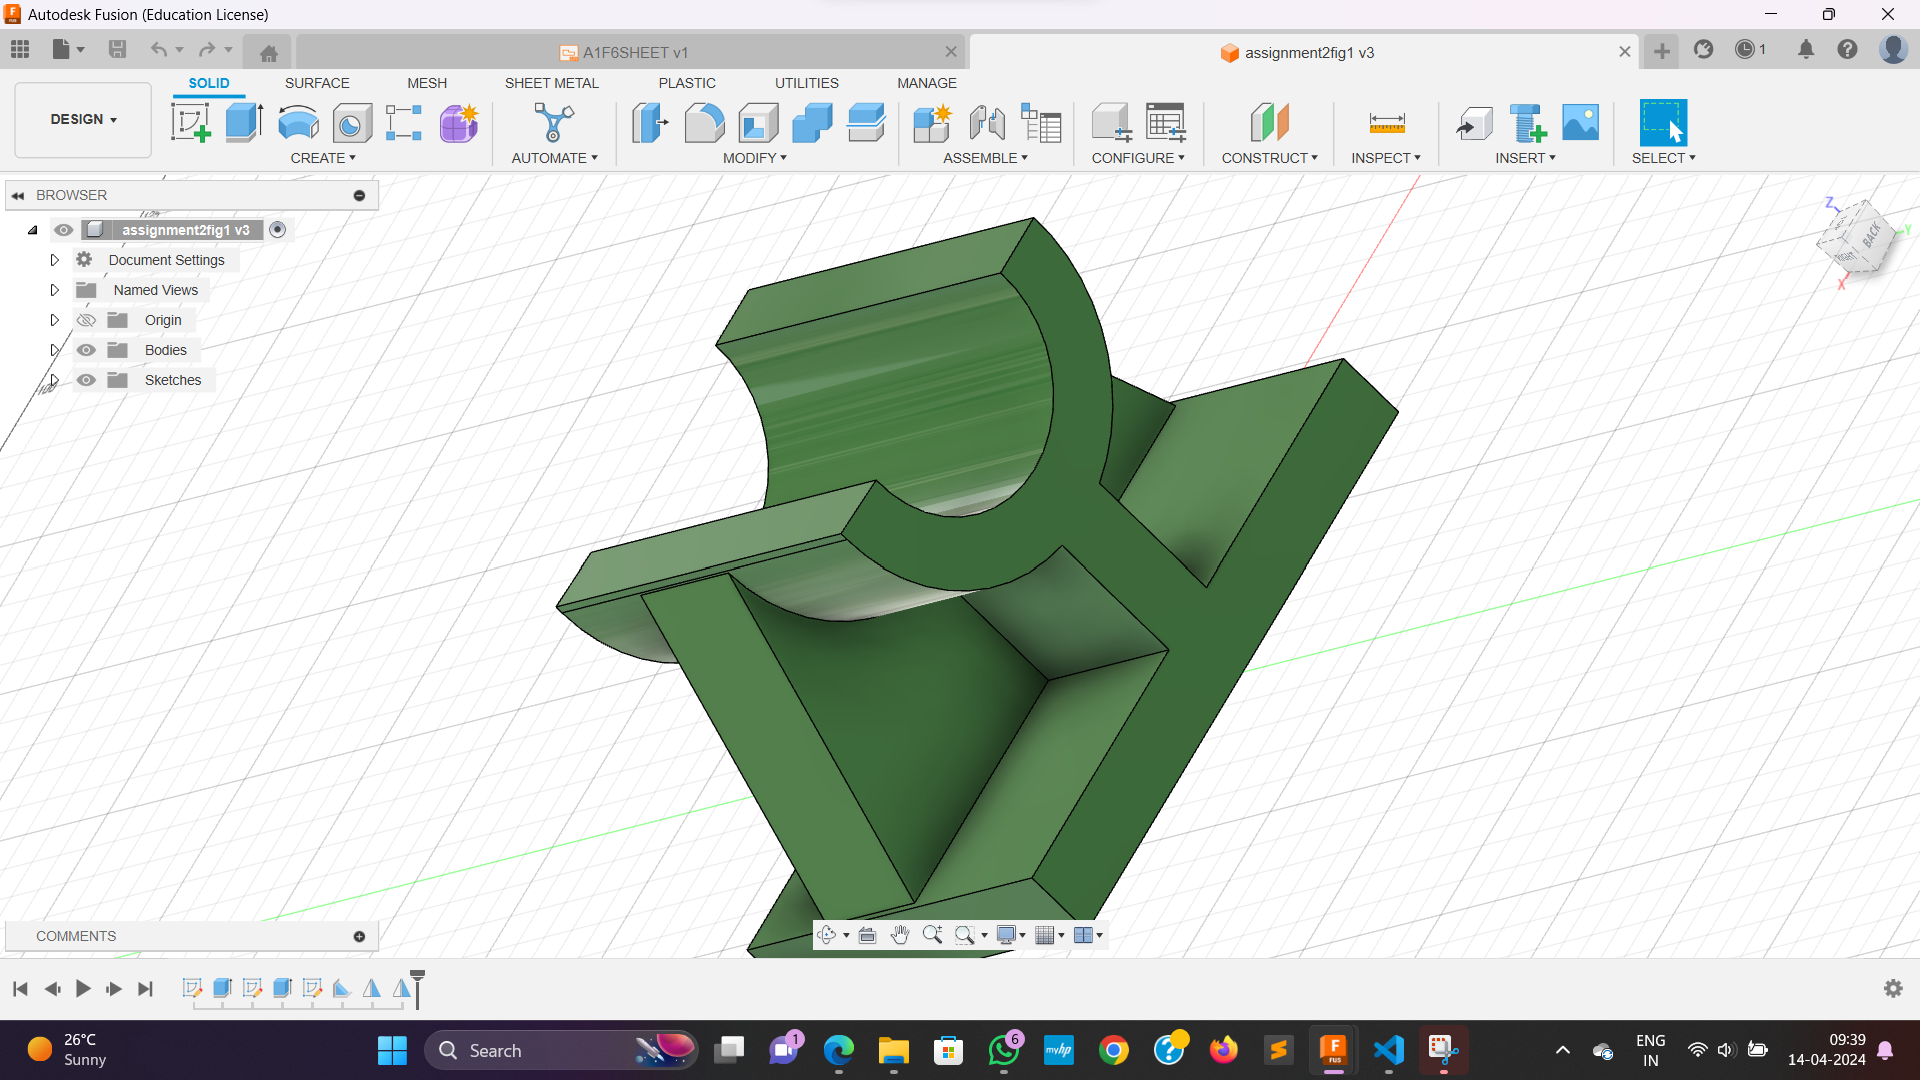 Autodesk Fusion (Education License)
A1F6SHEET v1
assignment2fig1 v3
1
SOLID SURFACE MESH SHEET METAL PLASTIC UTILITIES MANAGE
DESIGN
CREATE AUTOMATE MODIFY ASSEMBLE CONFIGURE CONSTRUCT INSPECT INSERT SELECT
BROWSER
assignment2fig1 v3
Document Settings
Named Views
Origin
Bodies
Sketches
Z
Y
X
BACK
RIGHT
COMMENTS
26°C
Sunny
Search
1
6
myhp
FUS
ENG
IN
09:39
14-04-2024